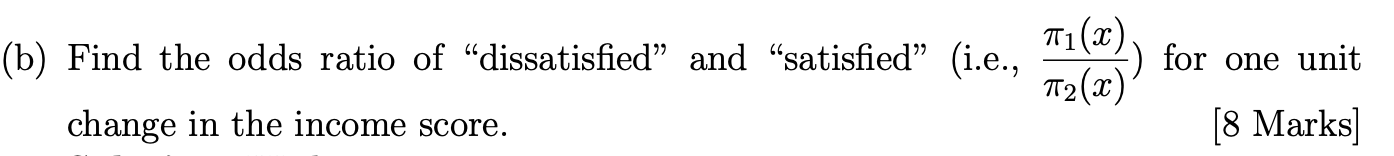 (b) Find the odds ratio of “dissatisfied” and “satisfied” (i.e., π₁(x)/π₂(x)) for one unit
change in the income score. [8 Marks]